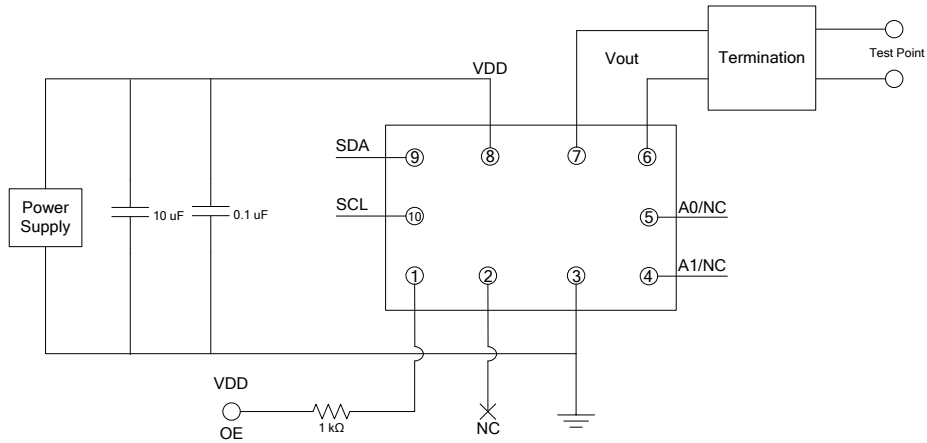 Vout
Termination
Test Point
VDD
SDA
9
8
7
6
Power
Supply
10 uF
0.1 uF
SCL
10
5
A0/NC
1
2
3
4
A1/NC
VDD
OE
1 kΩ
NC